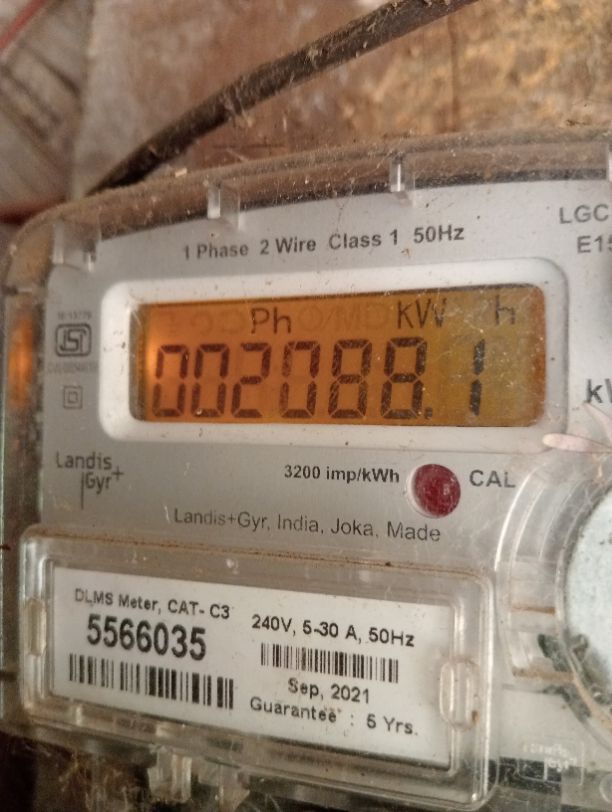 1 Phase 2 Wire Class 1 50Hz
LGC
E15
Ph kW h
002088.1
Landis
Gyr+
3200 imp/kWh
CAL
Landis+Gyr, India, Joka, Made
DLMS Meter, CAT- C3
5566035
240V, 5-30 A, 50Hz
Sep, 2021
Guarantee : 5 Yrs.